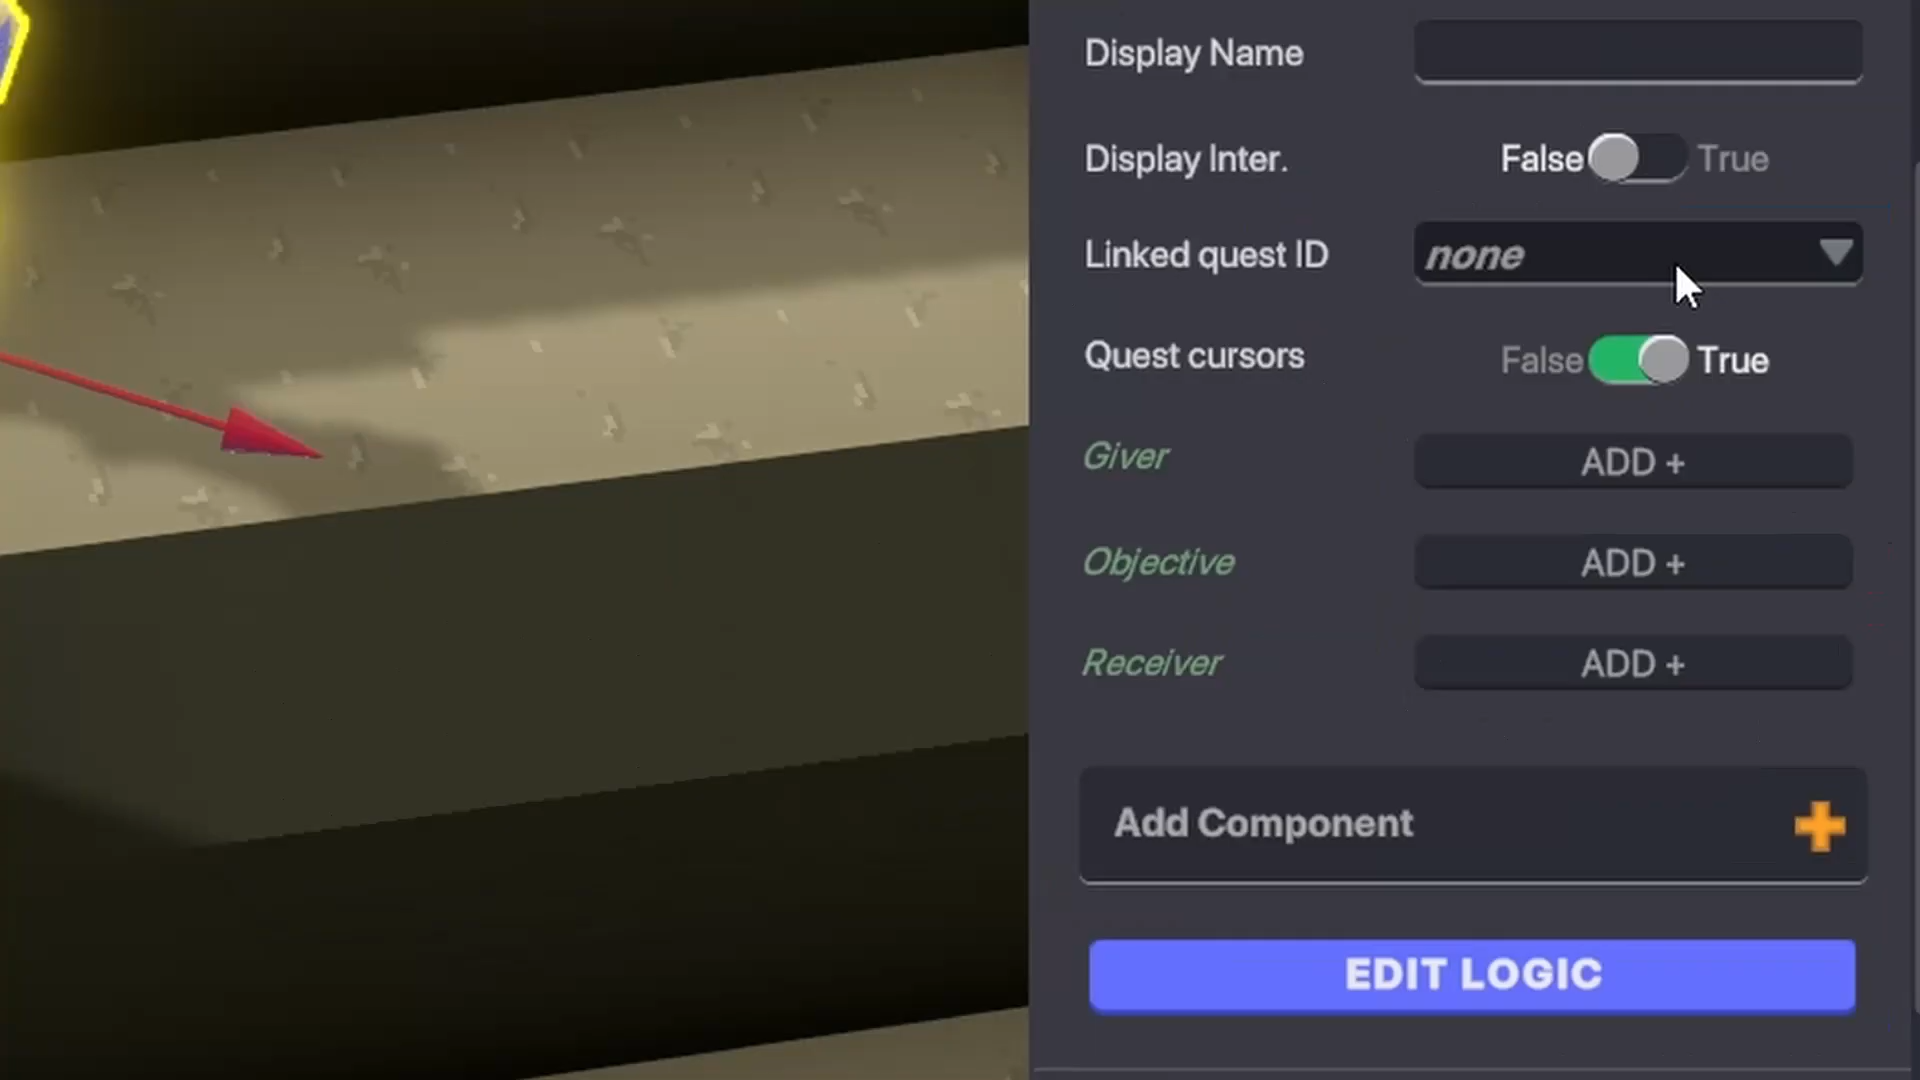 Display Name
Display Inter. False True
Linked quest ID none
Quest cursors False True
Giver ADD +
Objective ADD +
Receiver ADD +
Add Component
EDIT LOGIC